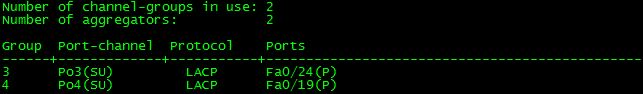 Number of channel-groups in use: 2
Number of aggregators:           2

Group  Port-channel  Protocol    Ports
------+-------------+-----------+-----------------------------------------------
3      Po3(SU)         LACP      Fa0/24(P)
4      Po4(SU)         LACP      Fa0/19(P)